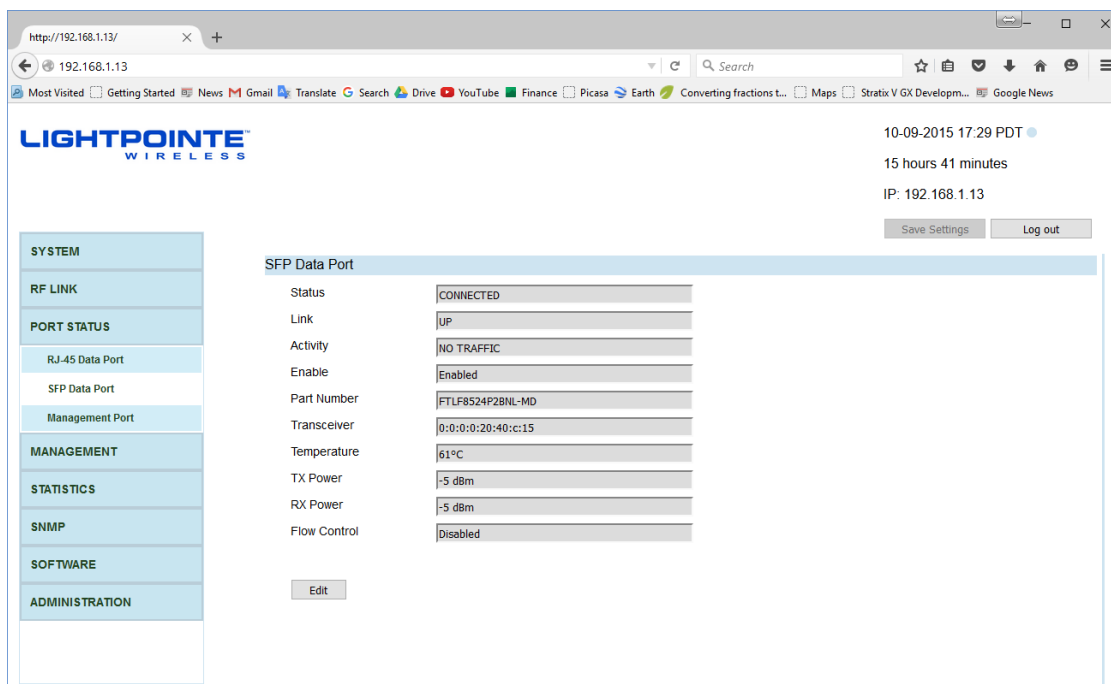 http://192.168.1.13/
192.168.1.13
Search
Most Visited Getting Started News Gmail Translate Search Drive YouTube Finance Picasa Earth Converting fractions t... Maps Stratix V GX Developm... Google News
LIGHTPOINTE™
WIRELESS
10-09-2015 17:29 PDT
15 hours 41 minutes
IP: 192.168.1.13
Save Settings Log out
SYSTEM
RF LINK
PORT STATUS
RJ-45 Data Port
SFP Data Port
Management Port
MANAGEMENT
STATISTICS
SNMP
SOFTWARE
ADMINISTRATION
SFP Data Port
Status CONNECTED
Link UP
Activity NO TRAFFIC
Enable Enabled
Part Number FTLF8524P2BNL-MD
Transceiver 0:0:0:0:20:40:c:15
Temperature 61ºC
TX Power -5 dBm
RX Power -5 dBm
Flow Control Disabled
Edit